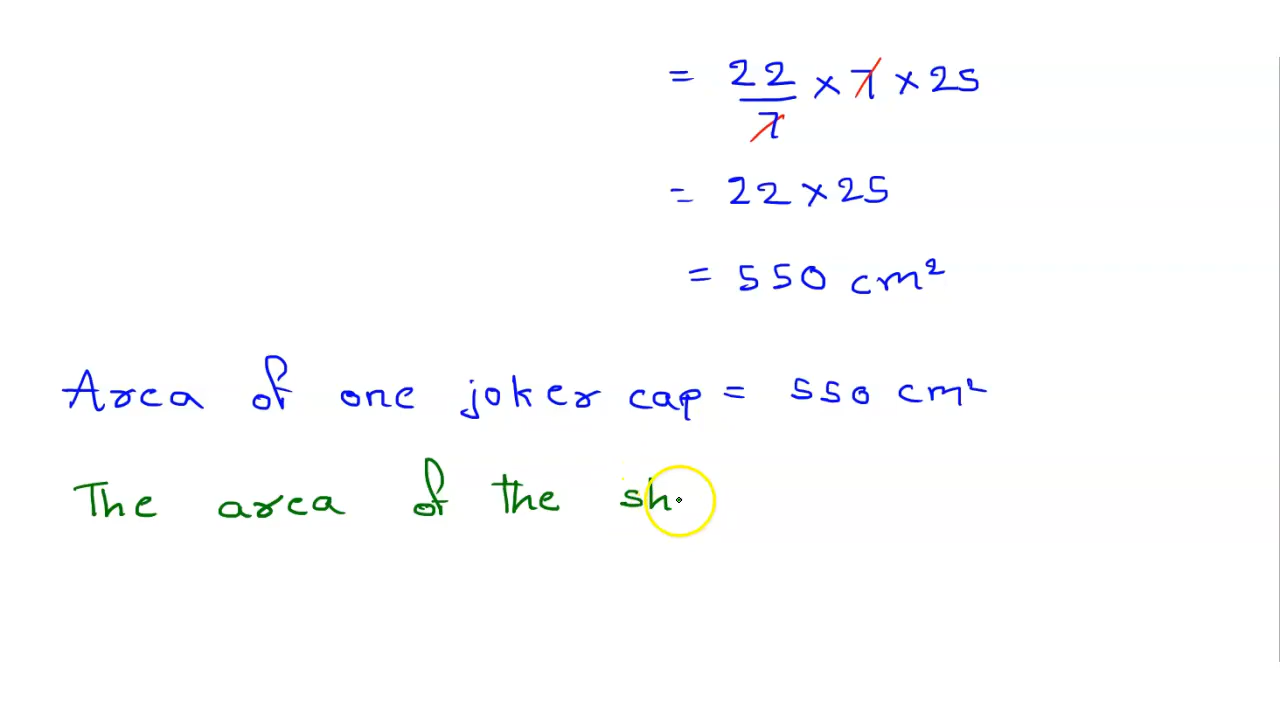 = 22/7 × 7 × 25
= 22 × 25
= 550 cm²
Area of one joker cap = 550 cm²
The area of the sh